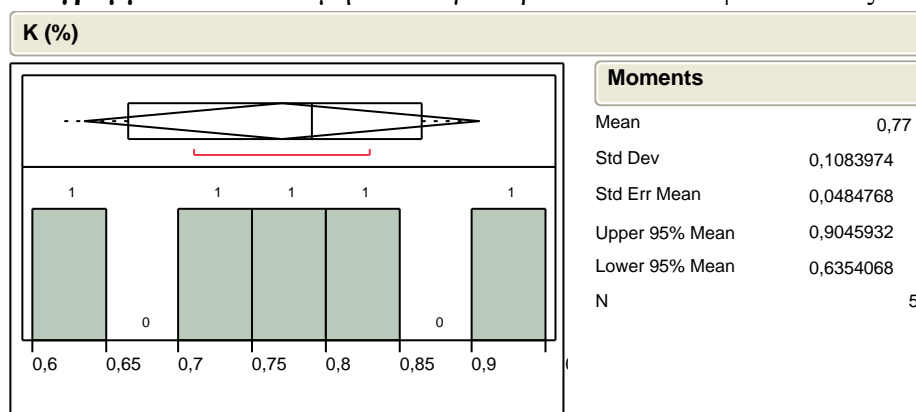 K (%)
1 1 1 1 1
0 0
0,6 0,65 0,7 0,75 0,8 0,85 0,9
Moments
Mean 0,77
Std Dev 0,1083974
Std Err Mean 0,0484768
Upper 95% Mean 0,9045932
Lower 95% Mean 0,6354068
N 5